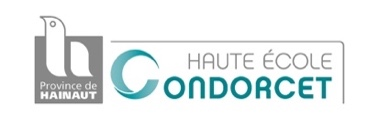 Province de
HAINAUT
HAUTE ÉCOLE
CONDORCET